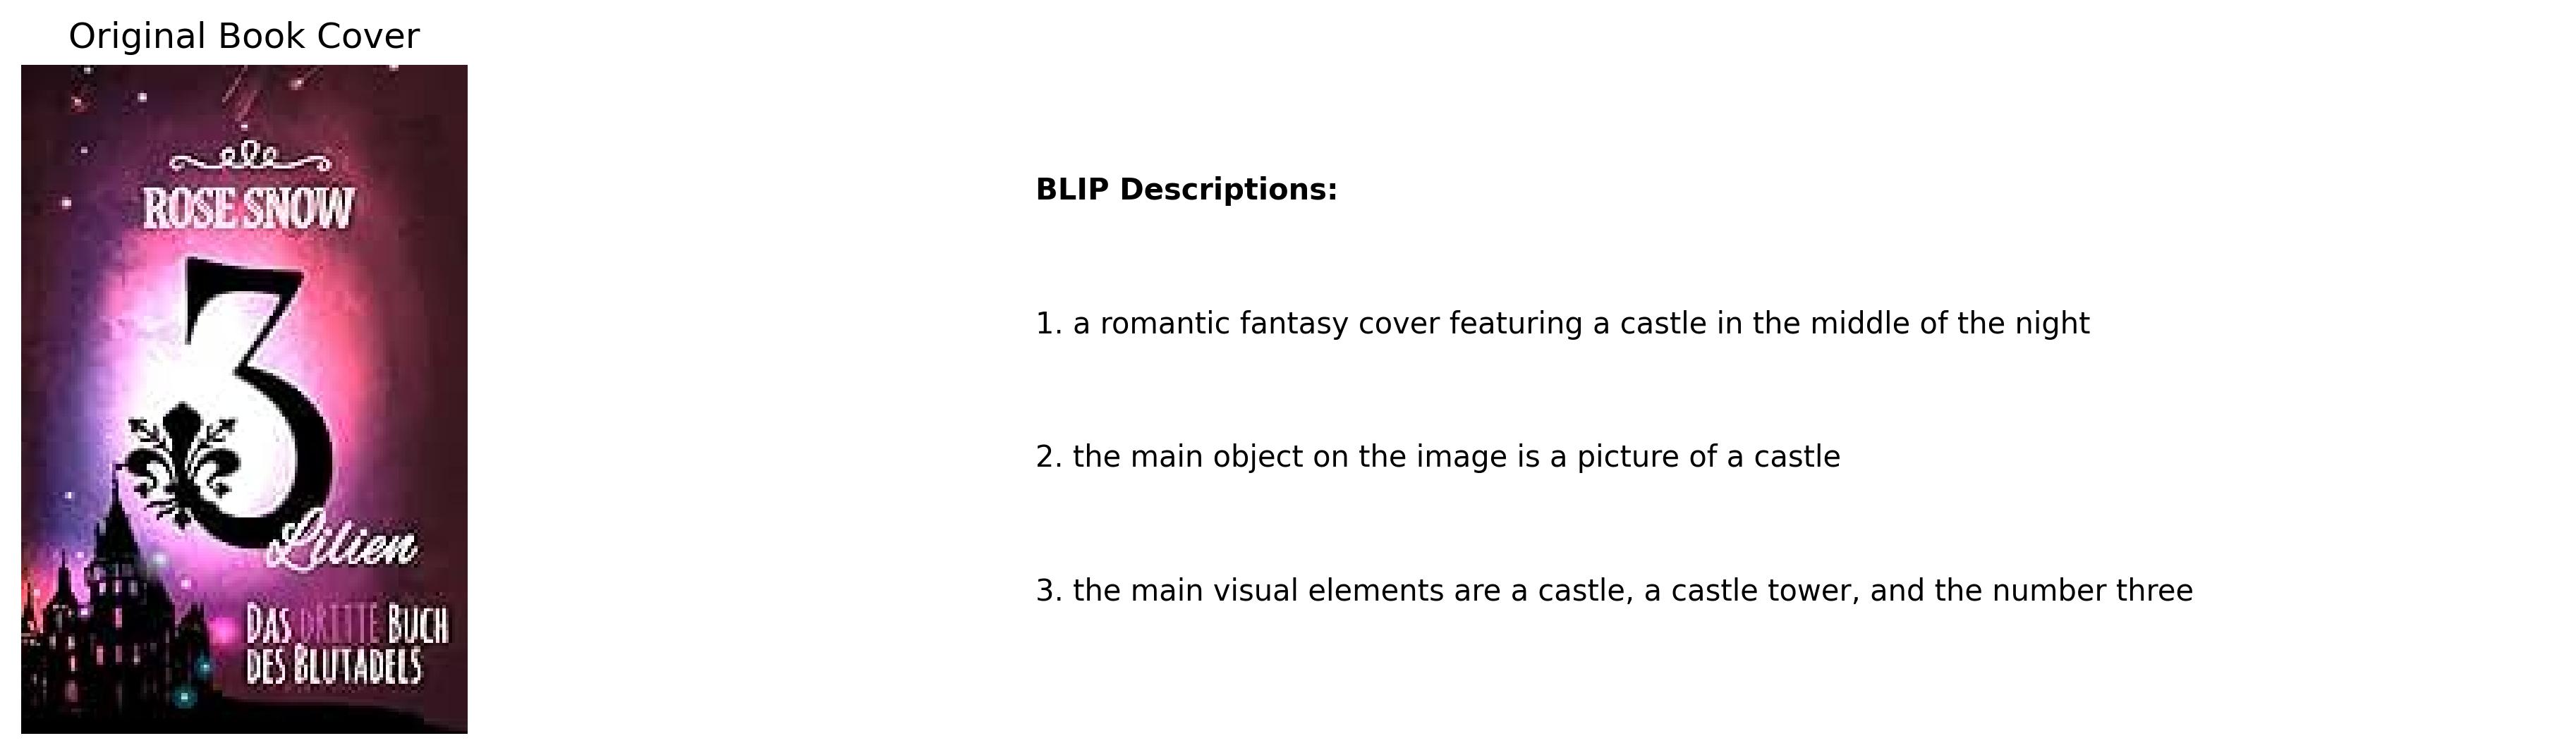 Original Book Cover
ROSE SNOW
3
Lilien
DAS DRITTE BUCH
DES BLUTADELS
BLIP Descriptions:
1. a romantic fantasy cover featuring a castle in the middle of the night
2. the main object on the image is a picture of a castle
3. the main visual elements are a castle, a castle tower, and the number three